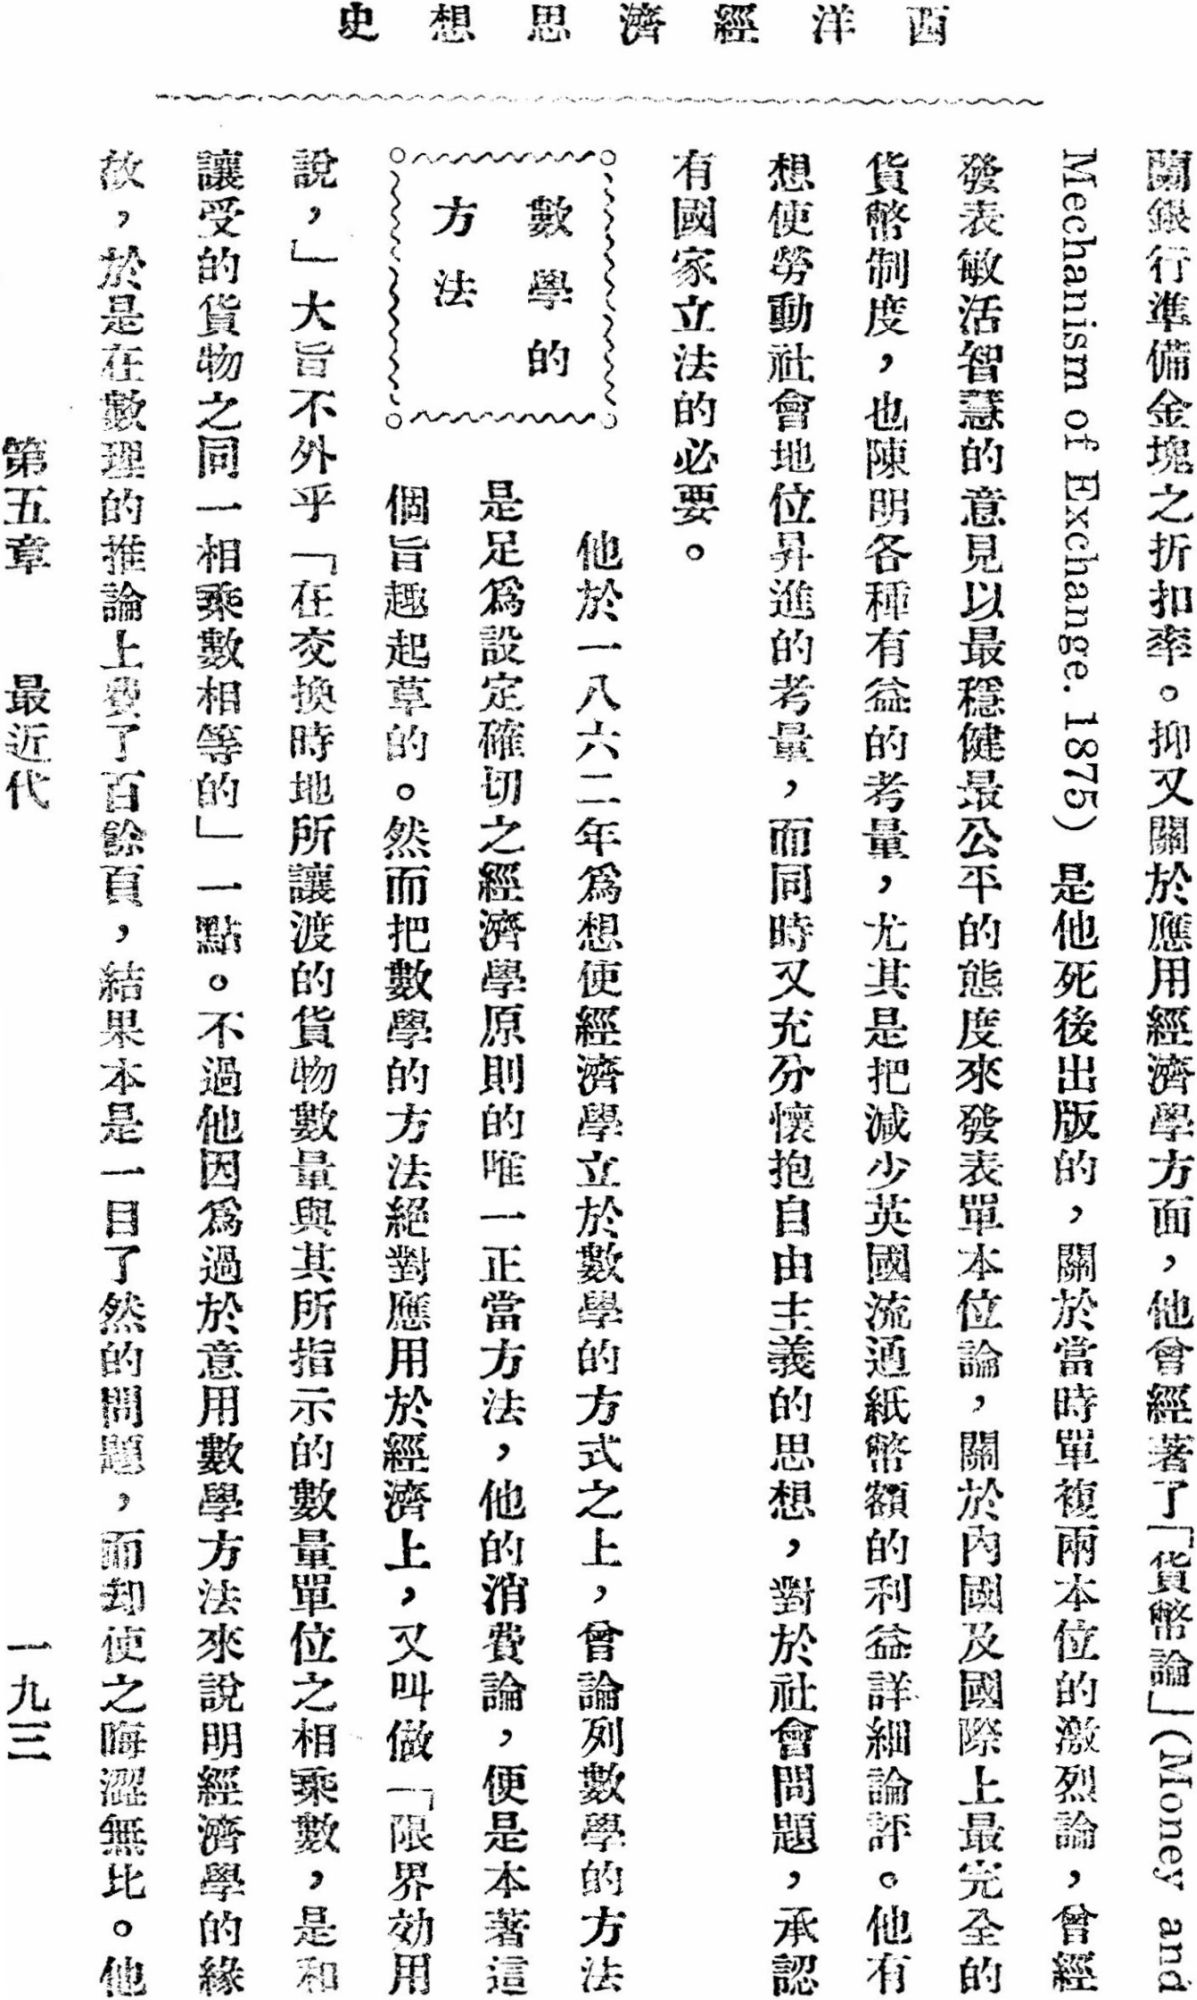 西洋經濟思想史
蘭銀行準備金塊之折扣率。抑又關於應用經濟學方面，他曾經著了「貨幣論」(Money and
Mechanism of Exchange. 1875) 是他死後出版的，關於當時單複兩本位的激烈論，曾經
發表敏活智慧的意見以最穩健最公平的態度來發表單本位論，關於內國及國際上最完全的
貨幣制度，也陳明各種有益的考量，尤其是把減少英國流通紙幣額的利益詳細論評。他有
想使勞動社會地位昇進的考量，而同時又充分懷抱自由主義的思想，對於社會問題，承認
有國家立法的必要。
數學的
方法
他於一八六二年爲想使經濟學立於數學的方式之上，曾論列數學的方法
是足爲設定確切之經濟學原則的唯一正當方法，他的消費論，便是本著這
個旨趣起草的。然而把數學的方法絕對應用於經濟上，又叫做「限界効用
說，」大旨不外乎「在交換時地所讓渡的貨物數量與其所指示的數量單位之相乘數，是和
讓受的貨物之同一相乘數相等的」一點。不過他因爲過於意用數學方法來說明經濟學的緣
故，於是在數理的推論上費了百餘頁，結果本是一目了然的問題，而却使之晦澀無比。他
第五章 最近代 一九三